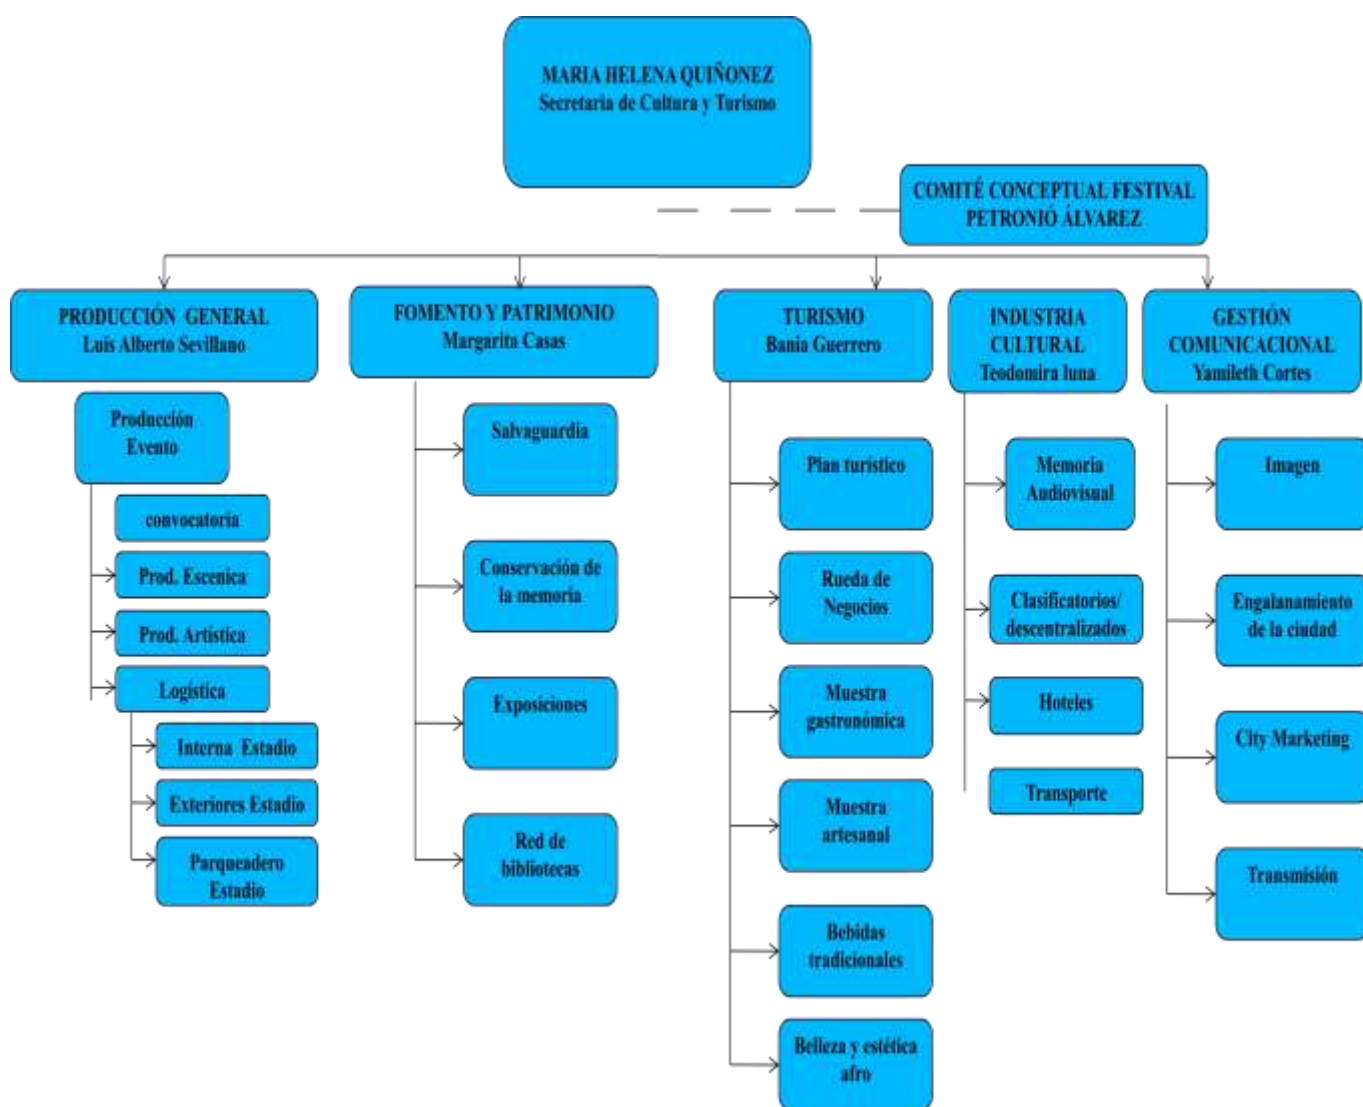 MARIA HELENA QUIÑONEZ
Secretaria de Cultura y Turismo
COMITÉ CONCEPTUAL FESTIVAL
PETRONIÓ ÁLVAREZ
PRODUCCIÓN GENERAL
Luis Alberto Sevillano
Producción
Evento
convocatoria
Prod. Escenica
Prod. Artística
Logística
Interna Estadio
Exteriores Estadio
Parqueadero
Estadio
FOMENTO Y PATRIMONIO
Margarita Casas
Salvaguardia
Conservación de
la memoria
Exposiciones
Red de
bibliotecas
TURISMO
Bania Guerrero
Plan turístico
Rueda de
Negocios
Muestra
gastronómica
Muestra
artesanal
Bebidas
tradicionales
Belleza y estética
afro
INDUSTRIA
CULTURAL
Teodomira luna
Memoria
Audiovisual
Clasificatorios/
descentralizados
Hoteles
Transporte
GESTIÓN
COMUNICACIONAL
Yamileth Cortes
Imagen
Engalanamiento
de la ciudad
City Marketing
Transmisión